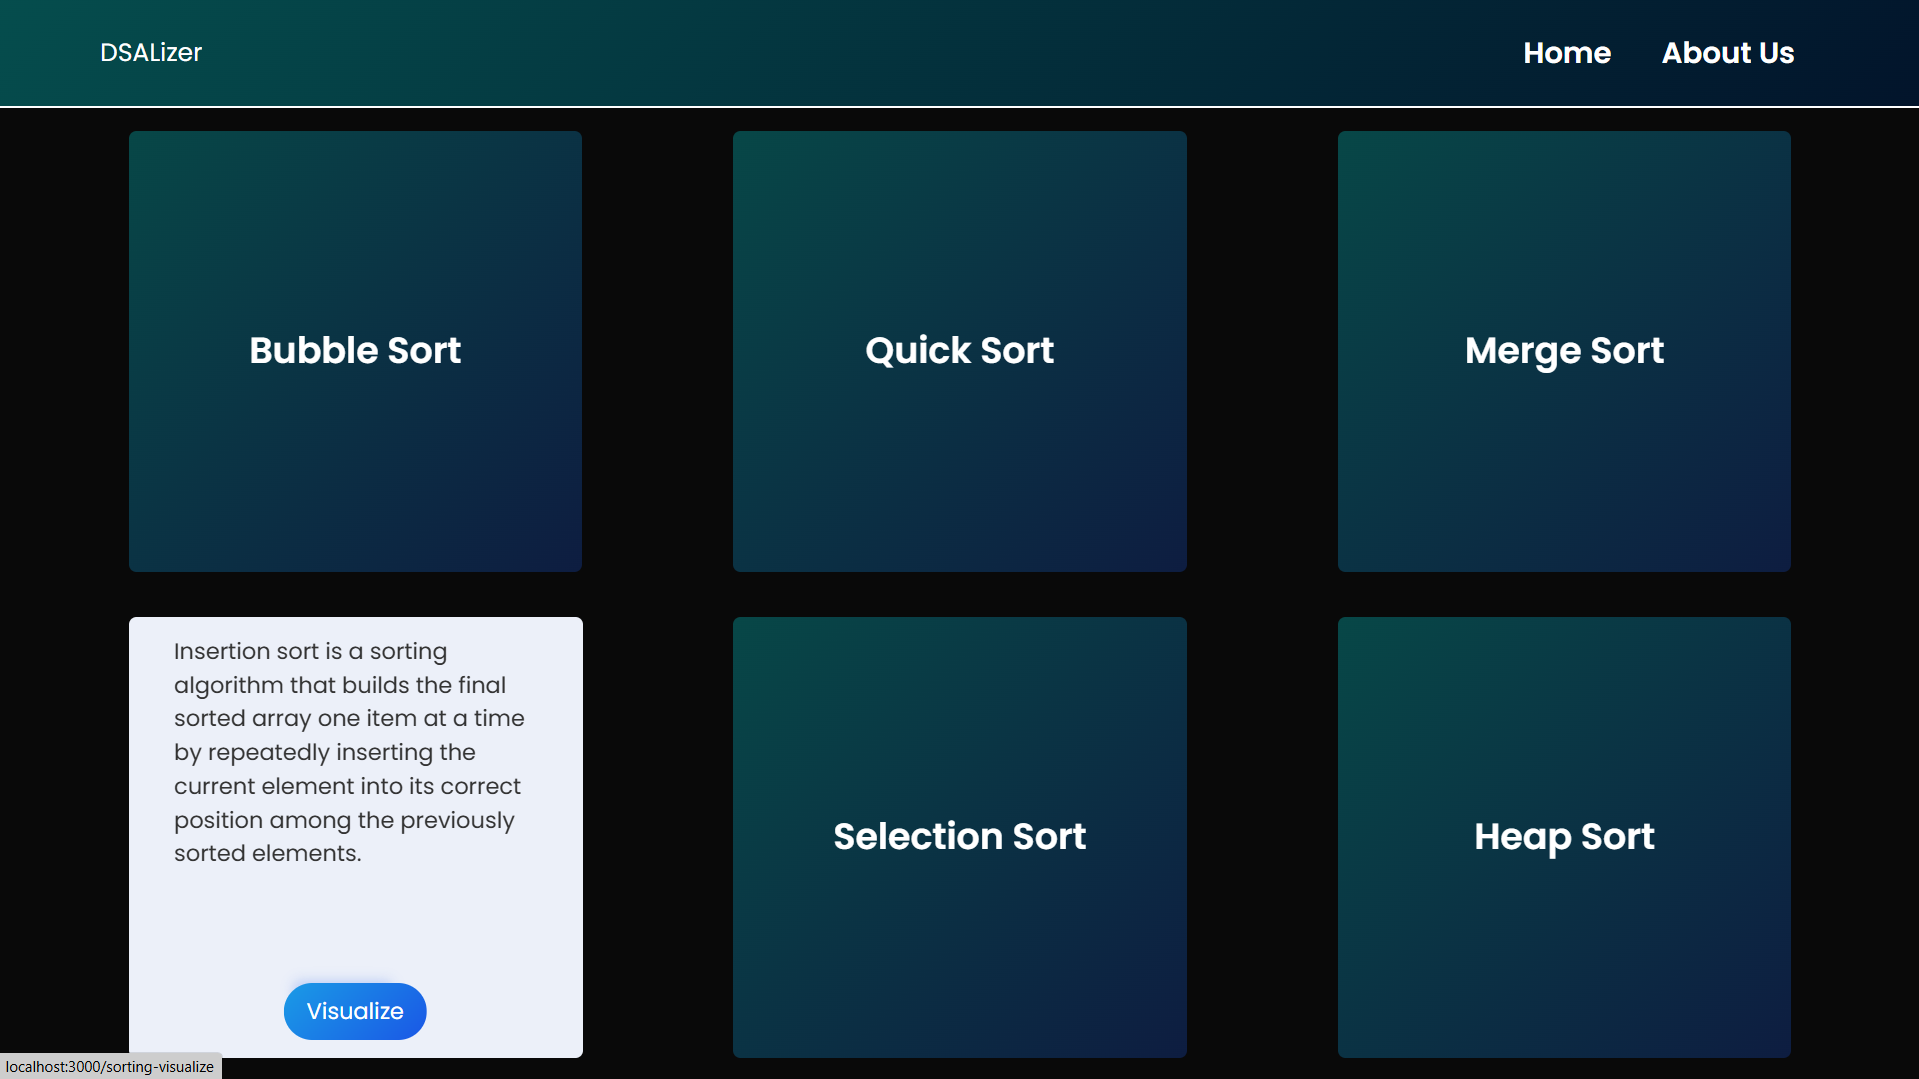 DSALizer
Home
About Us
Bubble Sort
Quick Sort
Merge Sort
Insertion sort is a sorting
algorithm that builds the final
sorted array one item at a time
by repeatedly inserting the
current element into its correct
position among the previously
sorted elements.
Visualize
Selection Sort
Heap Sort
localhost:3000/sorting-visualize